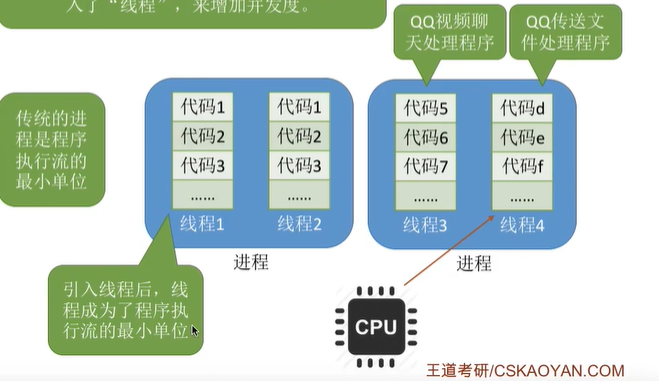 入了“线程”，来增加并发度。
QQ视频聊
天处理程序
QQ传送文
件处理程序
传统的进
程是程序
执行流的
最小单位
代码1
代码2
代码3
......
线程1
代码1
代码2
代码3
......
线程2
进程
代码5
代码6
代码7
......
线程3
代码d
代码e
代码f
......
线程4
进程
引入线程后，线
程成为了程序执
行流的最小单位
CPU
王道考研/CSKAOYAN.COM